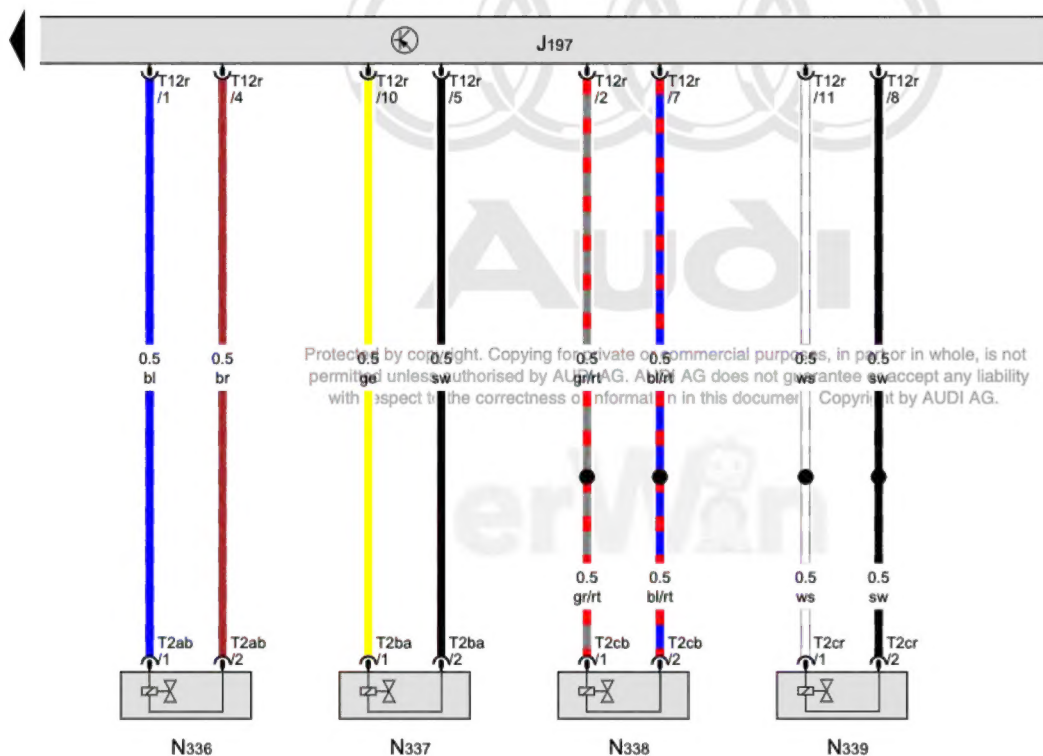 J197
T12r T12r T12r T12r T12r T12r T12r T12r
/1 /4 /10 /5 /2 /7 /11 /8
Audi
0.5 0.5 0.5 0.5 0.5 0.5 0.5 0.5
bl br ge sw gr/rt bl/rt ws sw
Protected by copyright. Copying for private or commercial purposes, in part or in whole, is not
permitted unless authorised by AUDI AG. AUDI AG does not guarantee or accept any liability
with respect to the correctness of information in this document. Copyright by AUDI AG.
erWin
0.5 0.5 0.5 0.5
gr/rt bl/rt ws sw
T2ab T2ab T2ba T2ba T2cb T2cb T2cr T2cr
/1 /2 /1 /2 /1 /2 /1 /2
N336 N337 N338 N339